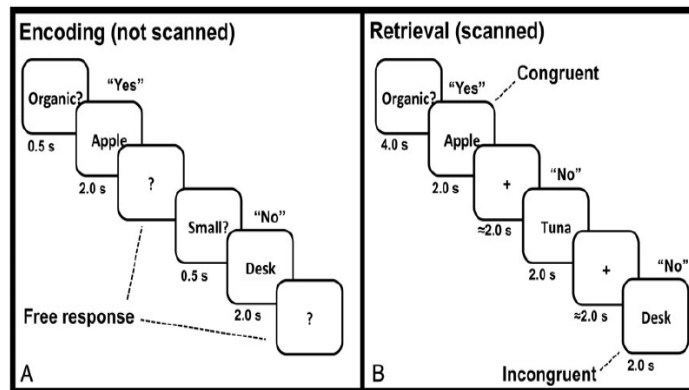 Encoding (not scanned)
Organic?
"Yes"
0.5 s
Apple
2.0 s
?
Small?
"No"
0.5 s
Desk
2.0 s
?
Free response
A
Retrieval (scanned)
Organic?
"Yes"
Congruent
4.0 s
Apple
2.0 s
+
"No"
≈2.0 s
Tuna
2.0 s
+
"No"
≈2.0 s
Desk
2.0 s
Incongruent
B